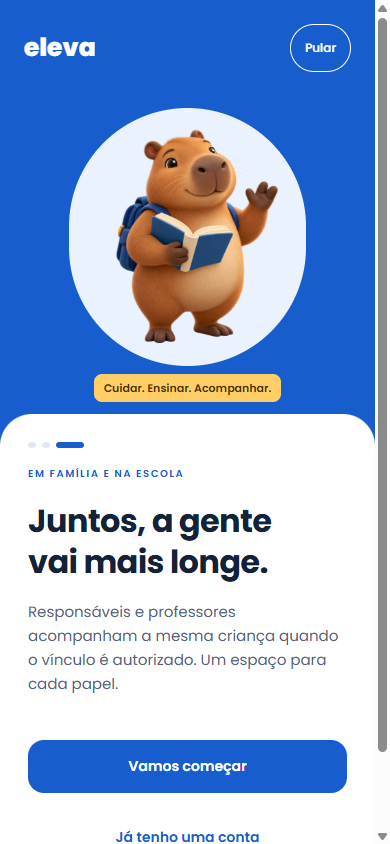 eleva
Pular
Cuidar. Ensinar. Acompanhar.
EM FAMÍLIA E NA ESCOLA
Juntos, a gente
vai mais longe.
Responsáveis e professores
acompanham a mesma criança quando
o vínculo é autorizado. Um espaço para
cada papel.
Vamos começar
Já tenho uma conta